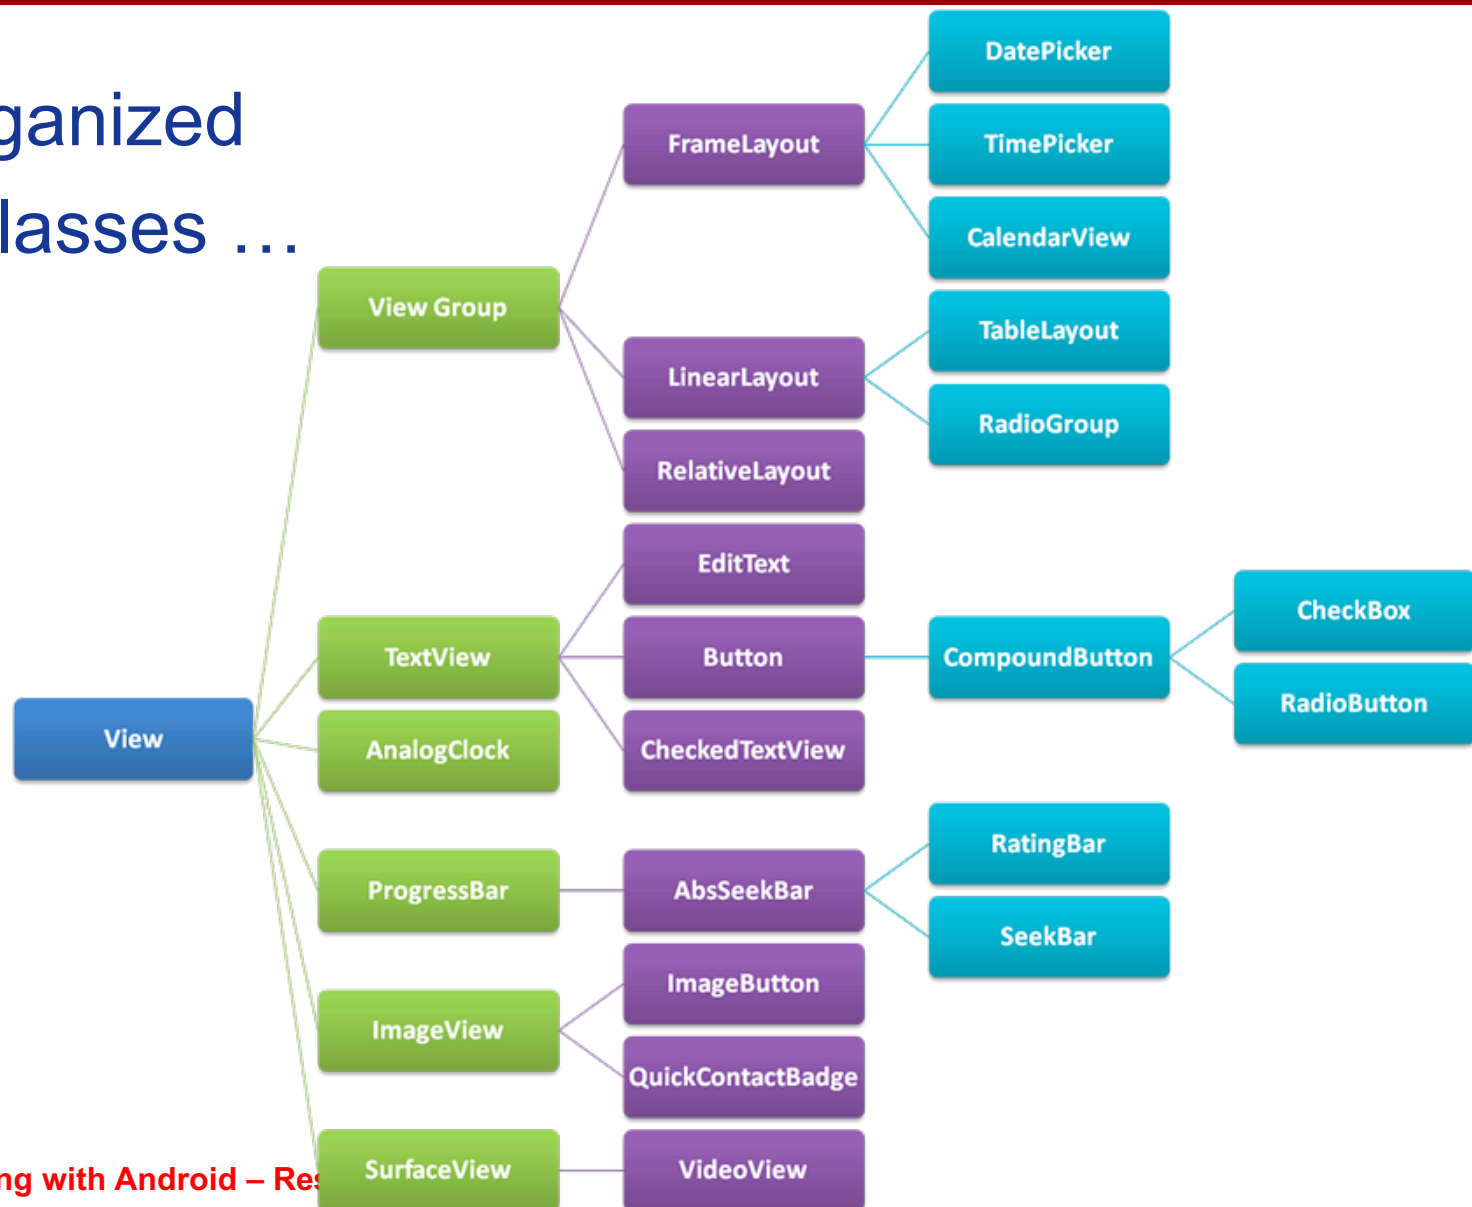 ganized
lasses …
View
View Group
TextView
AnalogClock
ProgressBar
ImageView
SurfaceView
FrameLayout
LinearLayout
RelativeLayout
EditText
Button
CheckedTextView
AbsSeekBar
ImageButton
QuickContactBadge
VideoView
DatePicker
TimePicker
CalendarView
TableLayout
RadioGroup
CompoundButton
RatingBar
SeekBar
CheckBox
RadioButton
ng with Android – Res